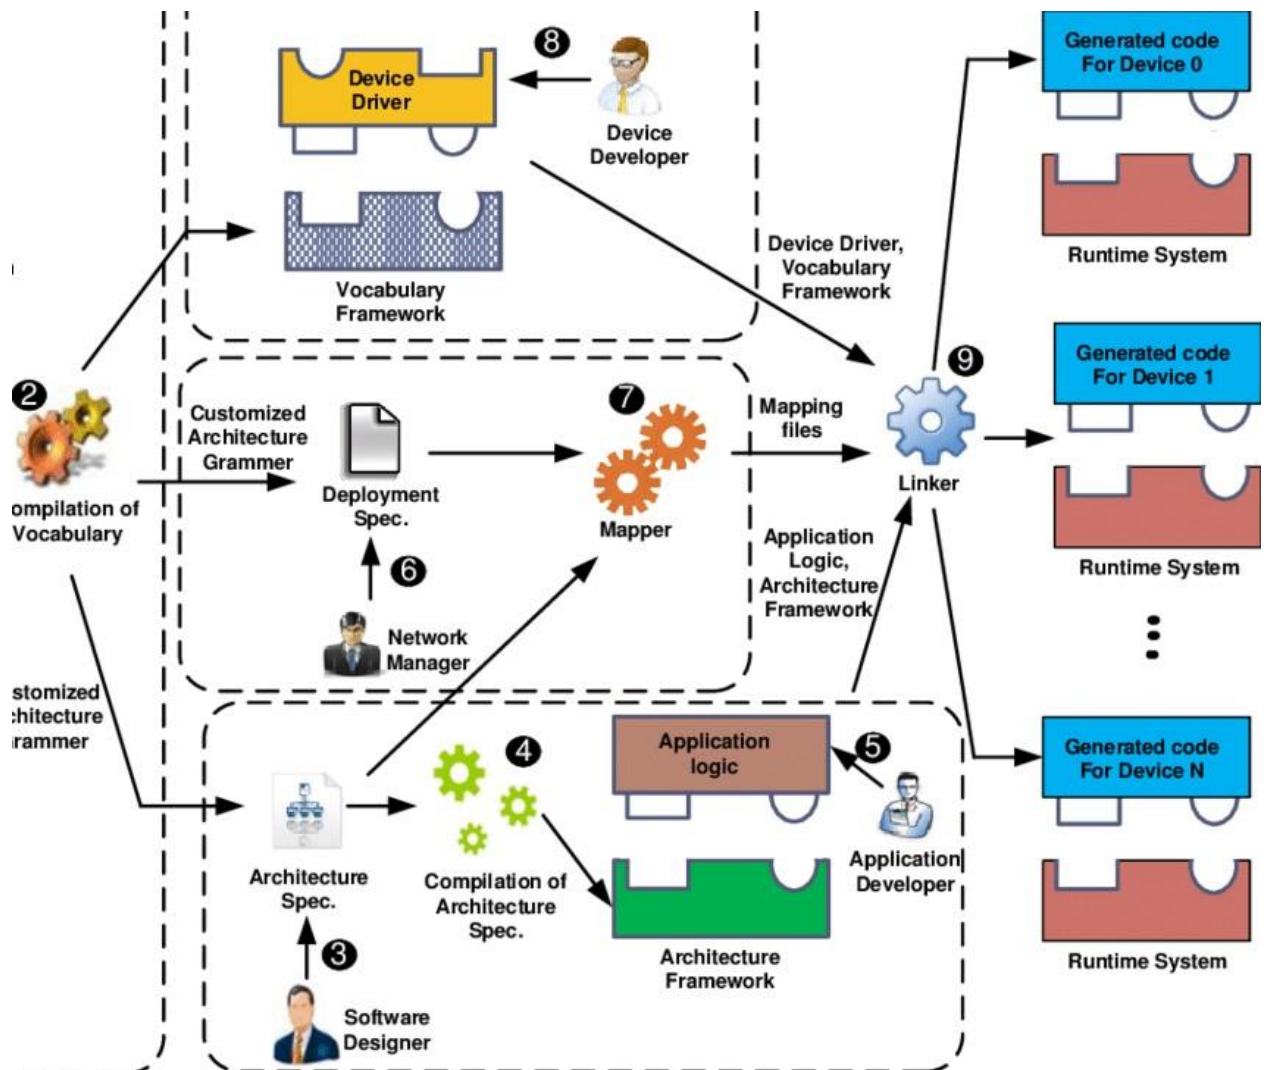 8
Device
Driver
Device
Developer
Vocabulary
Framework
Device Driver,
Vocabulary
Framework
Generated code
For Device 0
Runtime System
2
ompilation of
Vocabulary
Customized
Architecture
Grammer
Deployment
Spec.
6
Network
Manager
7
Mapper
Mapping
files
9
Linker
Application
Logic,
Architecture
Framework
Generated code
For Device 1
Runtime System
stomized
chitecture
rammer
Architecture
Spec.
3
Software
Designer
4
Compilation of
Architecture
Spec.
Application
logic
5
Application
Developer
Architecture
Framework
Generated code
For Device N
Runtime System